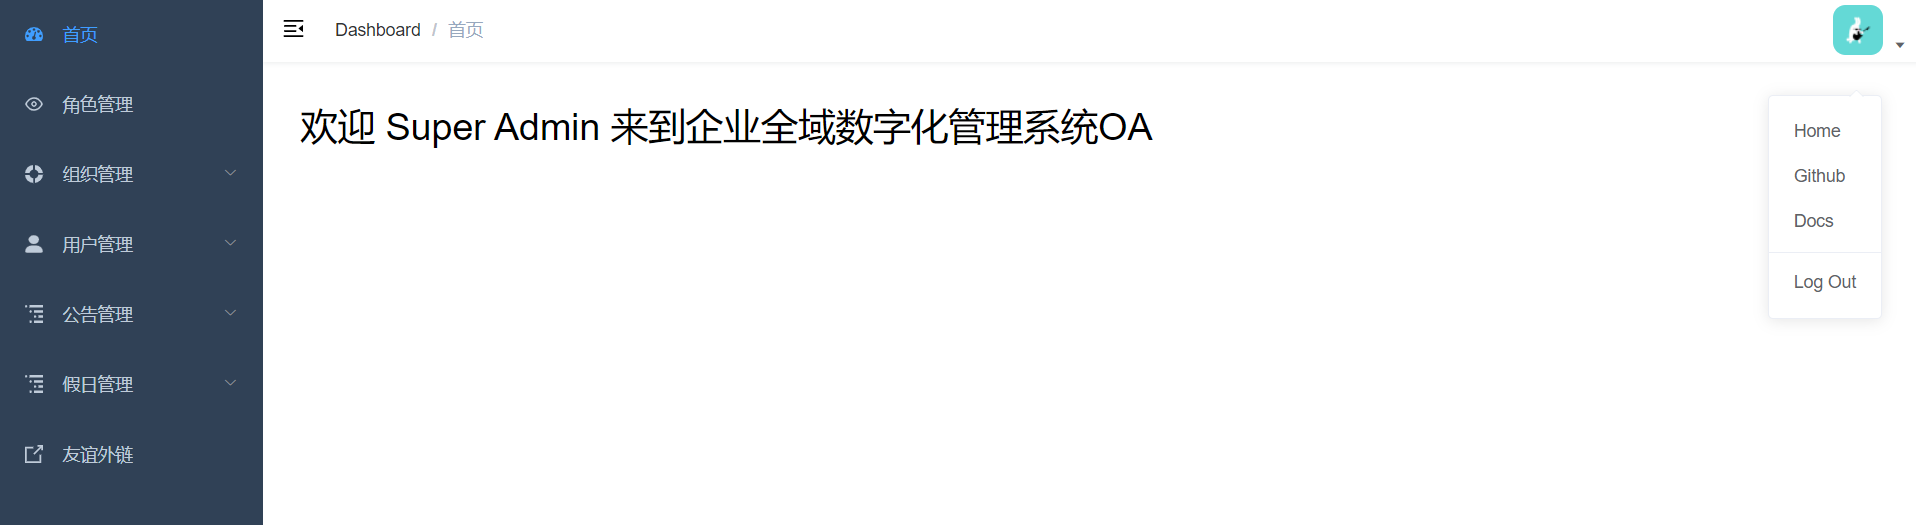 首页
角色管理
组织管理
用户管理
公告管理
假日管理
友谊外链
Dashboard / 首页
欢迎 Super Admin 来到企业全域数字化管理系统OA
Home
Github
Docs
Log Out